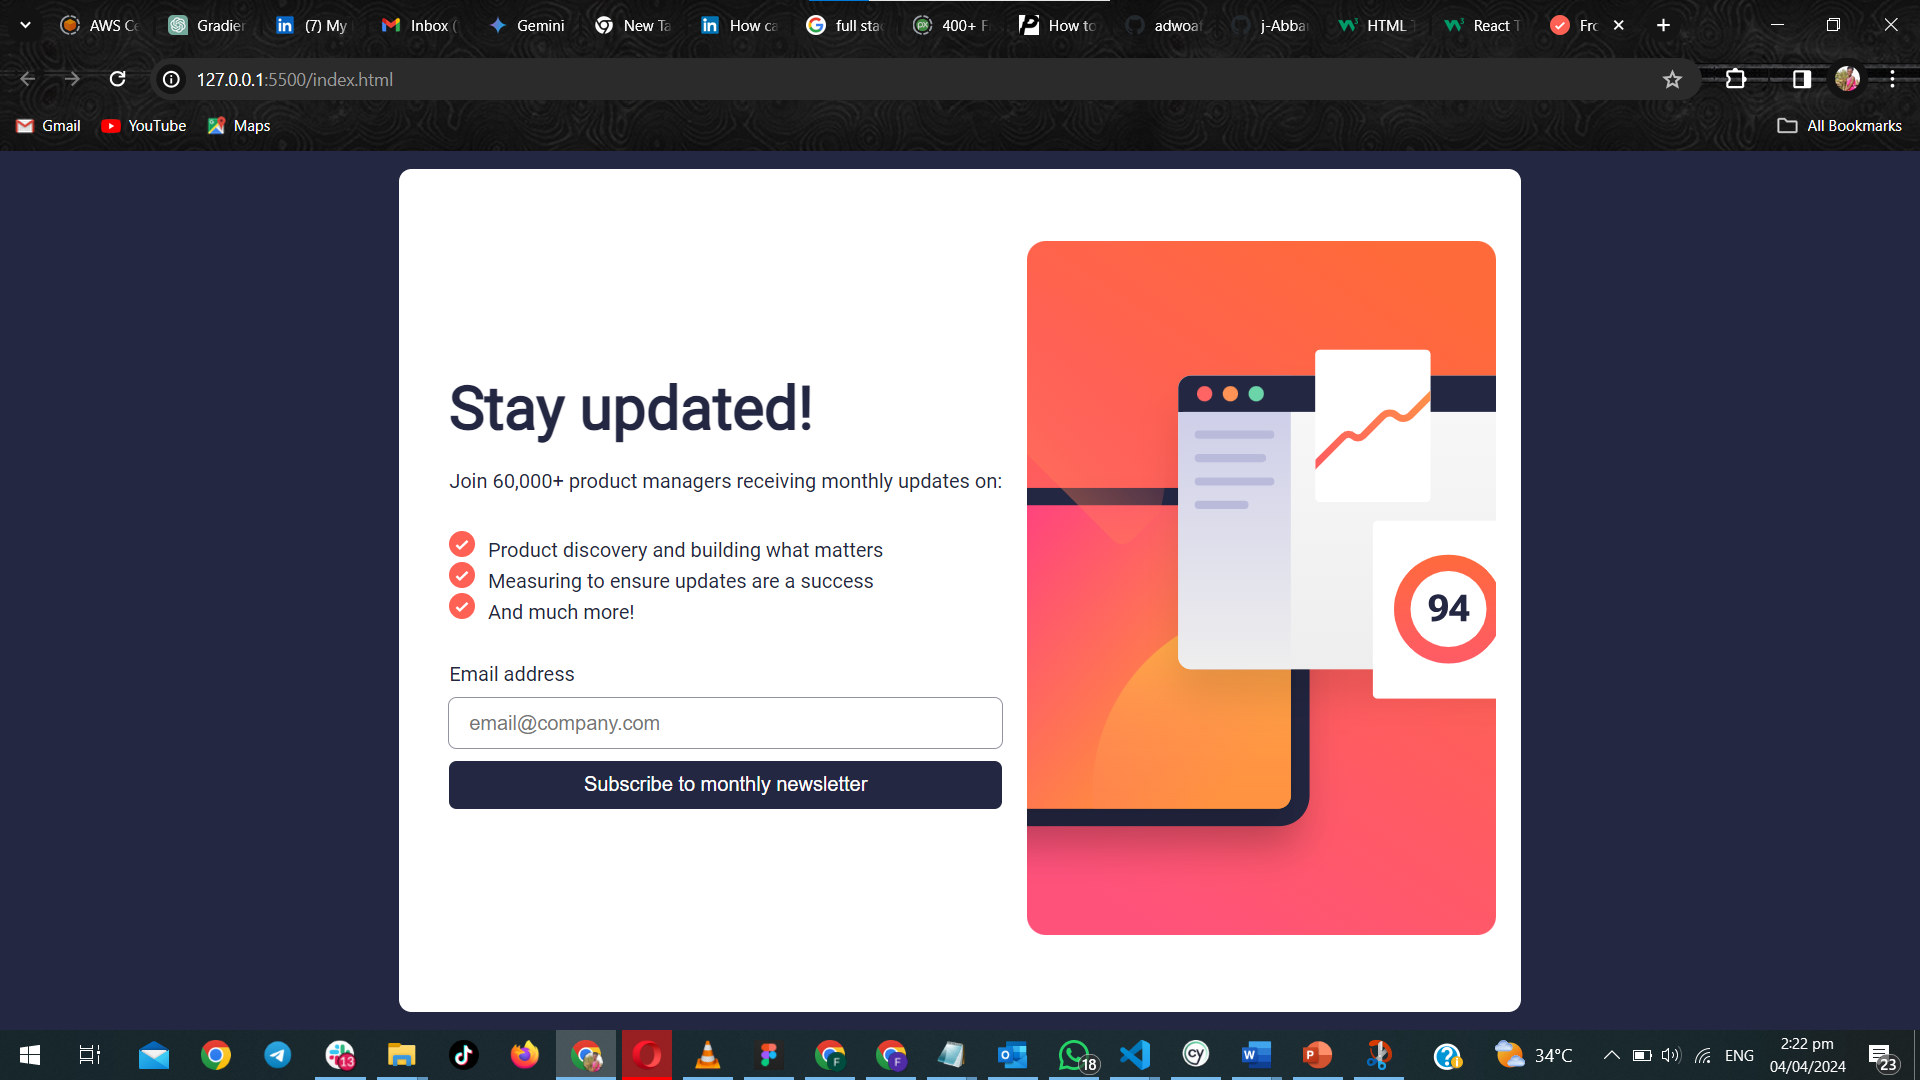 AWS Ce
Gradier
(7) My
Inbox (
Gemini
New Ta
How ca
full sta
400+ F
How to
adwoa
j-Abba
HTML T
React T
Fro
127.0.0.1:5500/index.html
Gmail
YouTube
Maps
All Bookmarks
Stay updated!
Join 60,000+ product managers receiving monthly updates on:
Product discovery and building what matters
Measuring to ensure updates are a success
And much more!
Email address
email@company.com
Subscribe to monthly newsletter
94
13
18
34°C
ENG
2:22 pm
04/04/2024
23